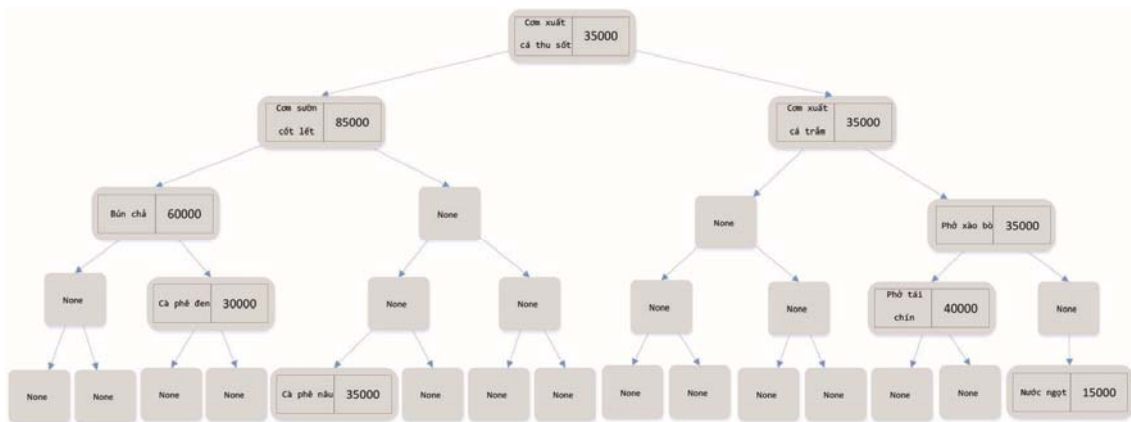 Cơm xuất
cá thu sốt
35000
Cơm sườn
cốt lết
85000
Cơm xuất
cá trắm
35000
Bún chả
60000
None
None
Phở xào bò
35000
None
Cà phê đen
30000
None
None
None
None
Phở tái
chín
40000
None
None
None
None
None
Cà phê nâu
35000
None
None
None
None
None
None
None
None
None
Nước ngọt
15000